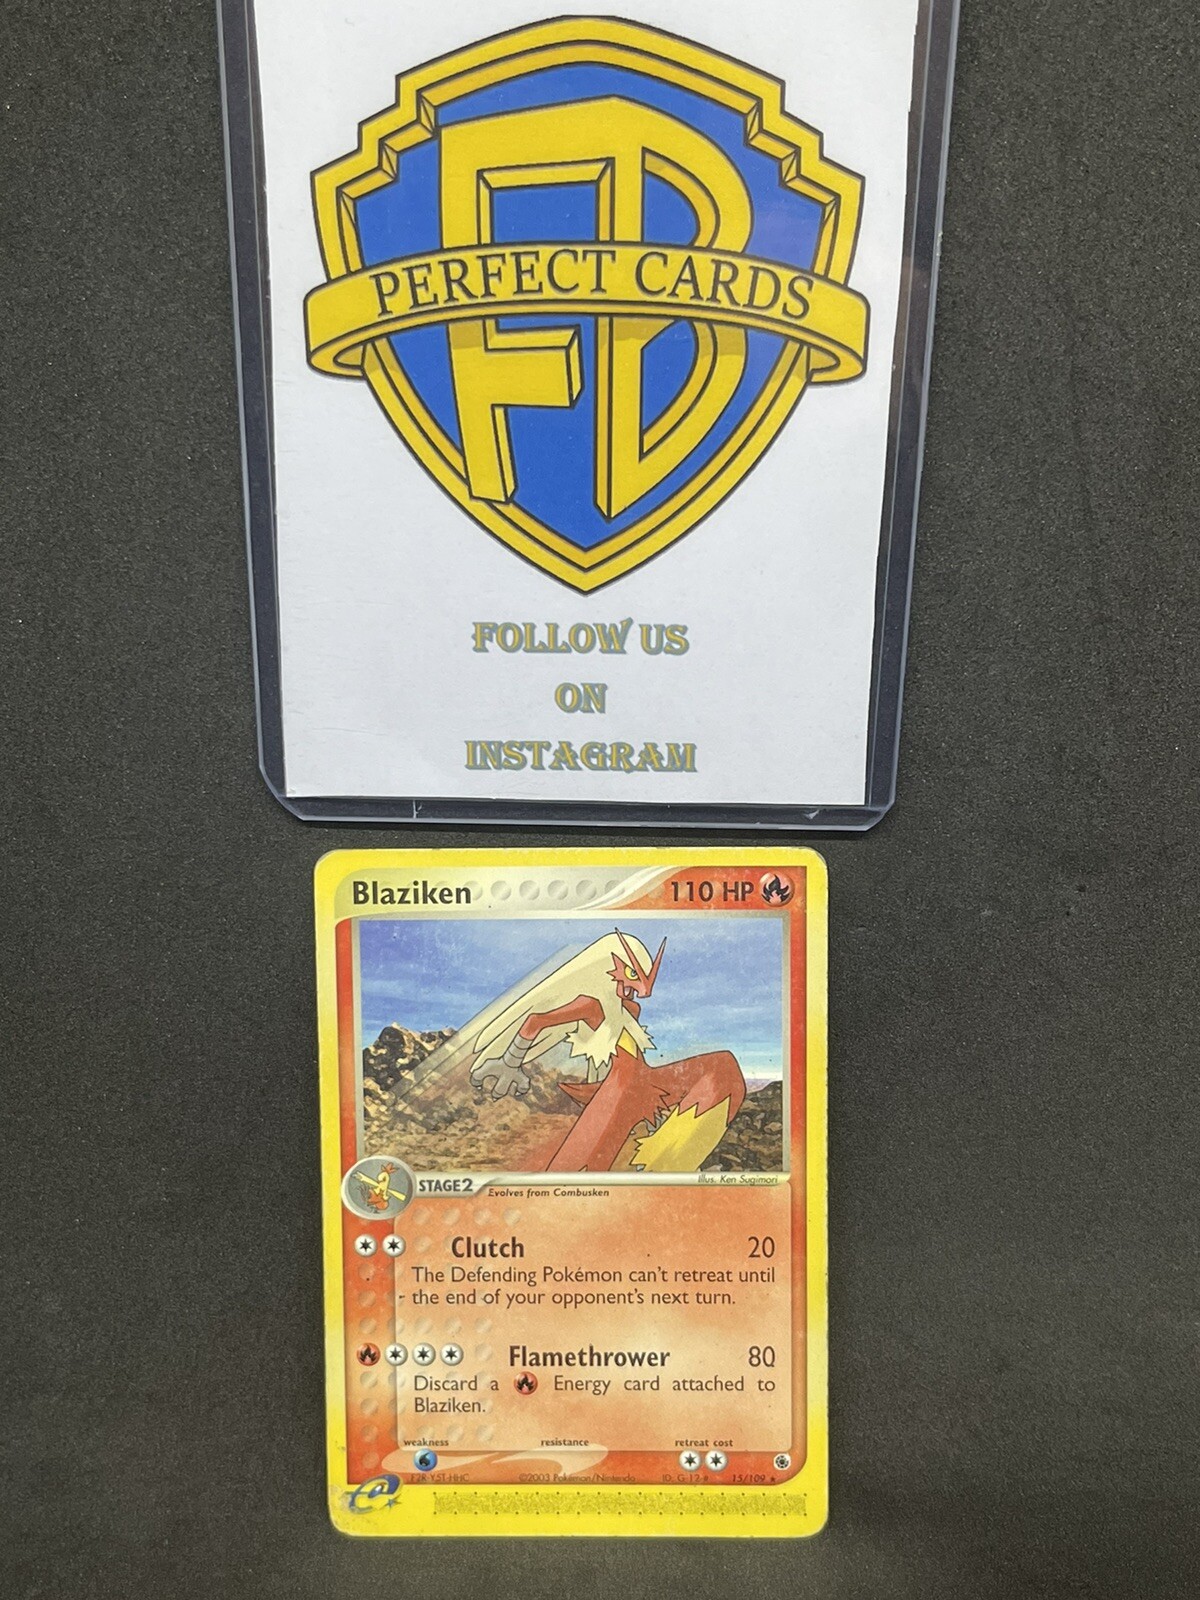 FB
PERFECT CARDS
FOLLOW US
ON
INSTAGRAM
Blaziken
110 HP
Illus. Ken Sugimori
STAGE2
Evolves from Combusken
Clutch 20
The Defending Pokémon can't retreat until
the end of your opponent's next turn.
Flamethrower 80
Discard a Energy card attached to
Blaziken.
weakness resistance retreat cost
©2003 Pokémon/Nintendo 15/109
e